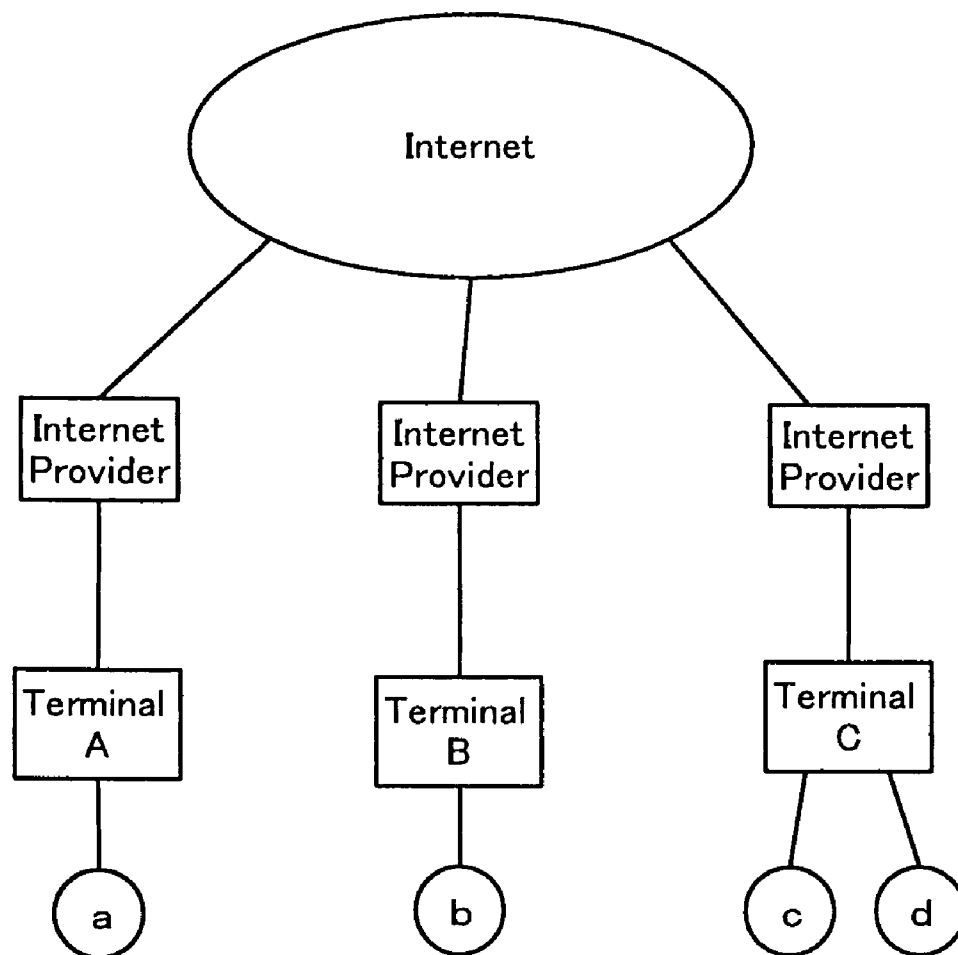 Internet
Internet
Provider
Internet
Provider
Internet
Provider
Terminal
A
Terminal
B
Terminal
C
a
b
c
d